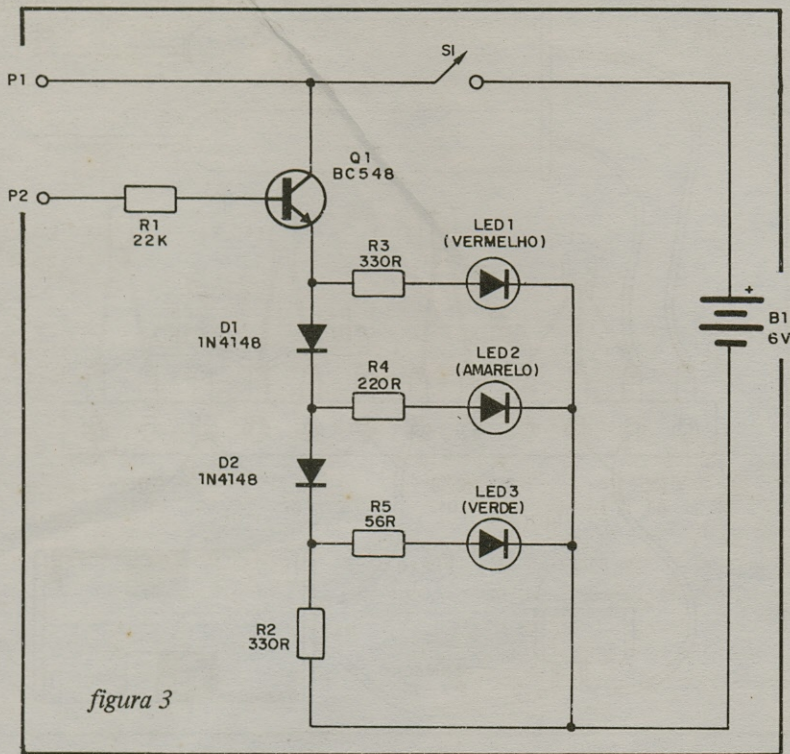 P1
S1
Q1
BC548
P2
R1
22K
R3
330R
LED1
(VERMELHO)
+
B1
6V
D1
1N4148
R4
220R
LED2
(AMARELO)
D2
1N4148
R5
56R
LED3
(VERDE)
R2
330R
figura 3